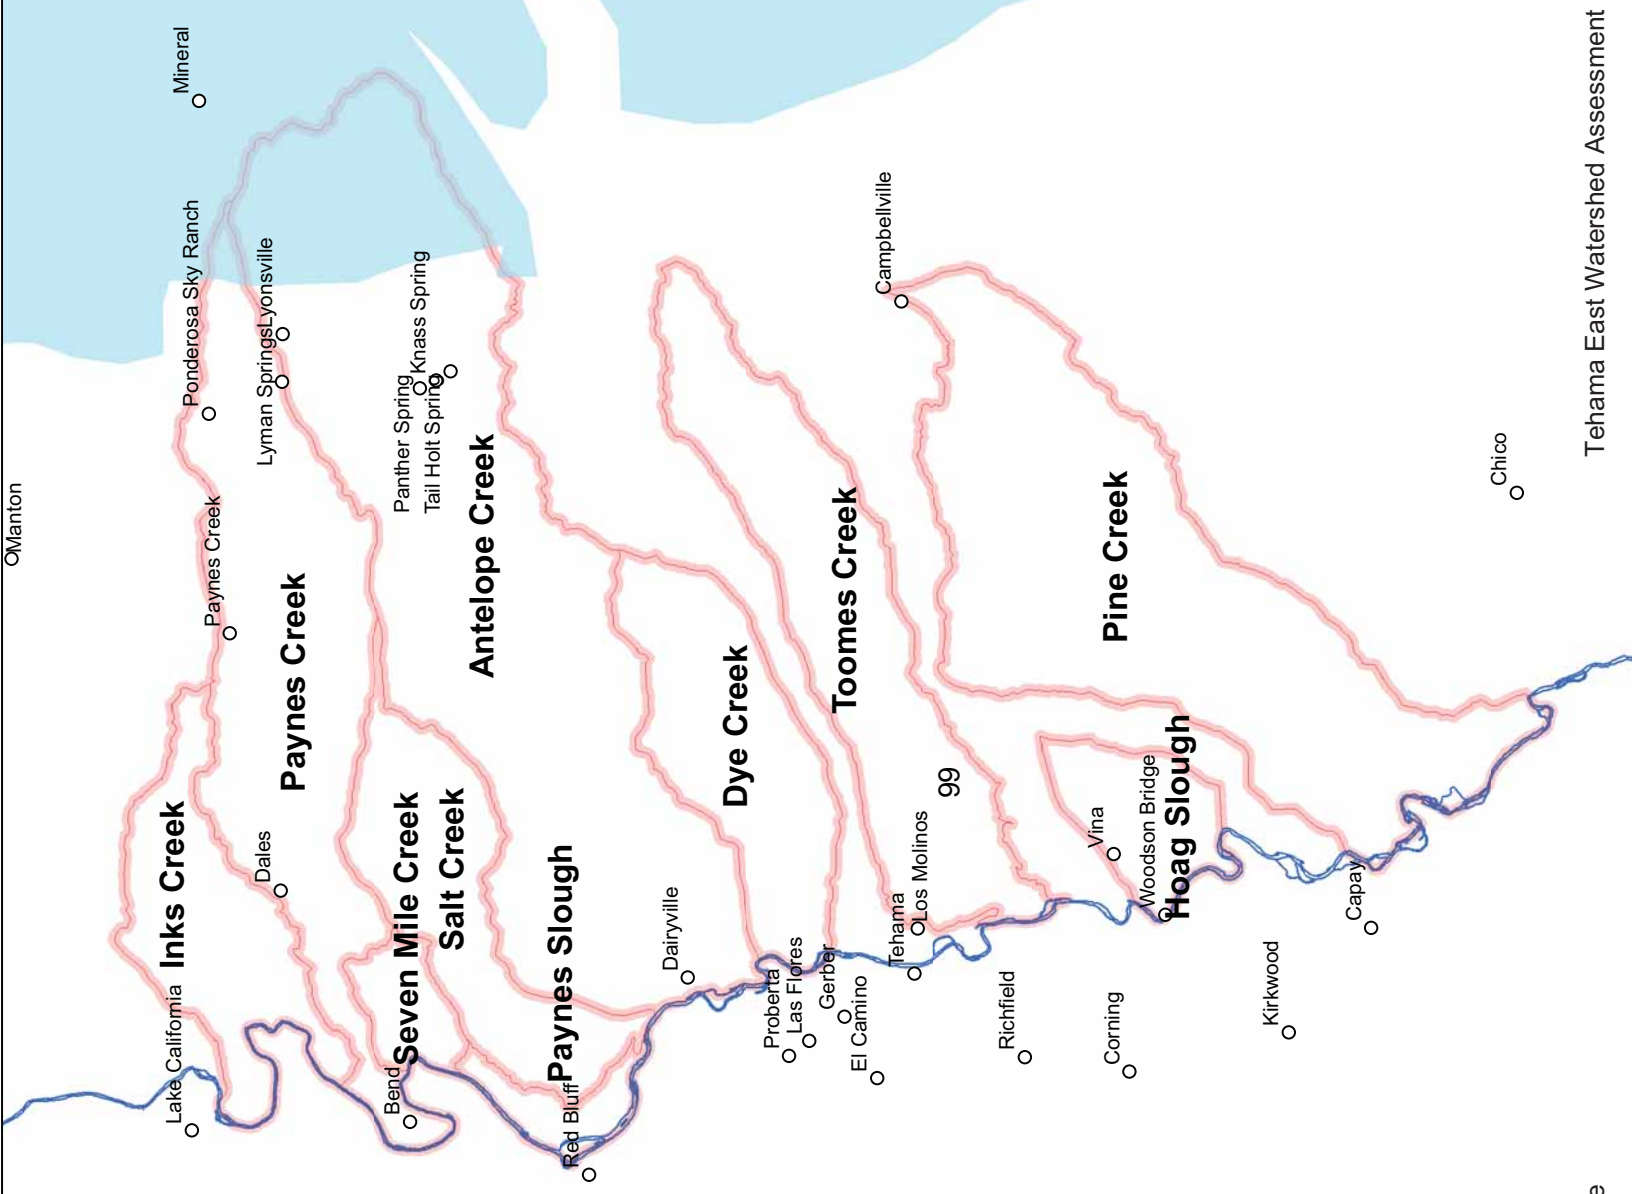 Manton
Lake California
Inks Creek
Mineral
Ponderosa Sky Ranch
Paynes Creek
Dales
Lyman Springs
Lyonsville
Paynes Creek
Bend
Seven Mile Creek
Panther Spring
Knass Spring
Tail Holt Spring
Salt Creek
Antelope Creek
Red Bluff
Paynes Slough
Dairyville
Dye Creek
Proberta
Las Flores
Gerber
El Camino
Toomes Creek
Campbellville
Tehama
Los Molinos
99
Richfield
Vina
Corning
Pine Creek
Woodson Bridge
Hoag Slough
Kirkwood
Capay
Chico
Tehama East Watershed Assessment